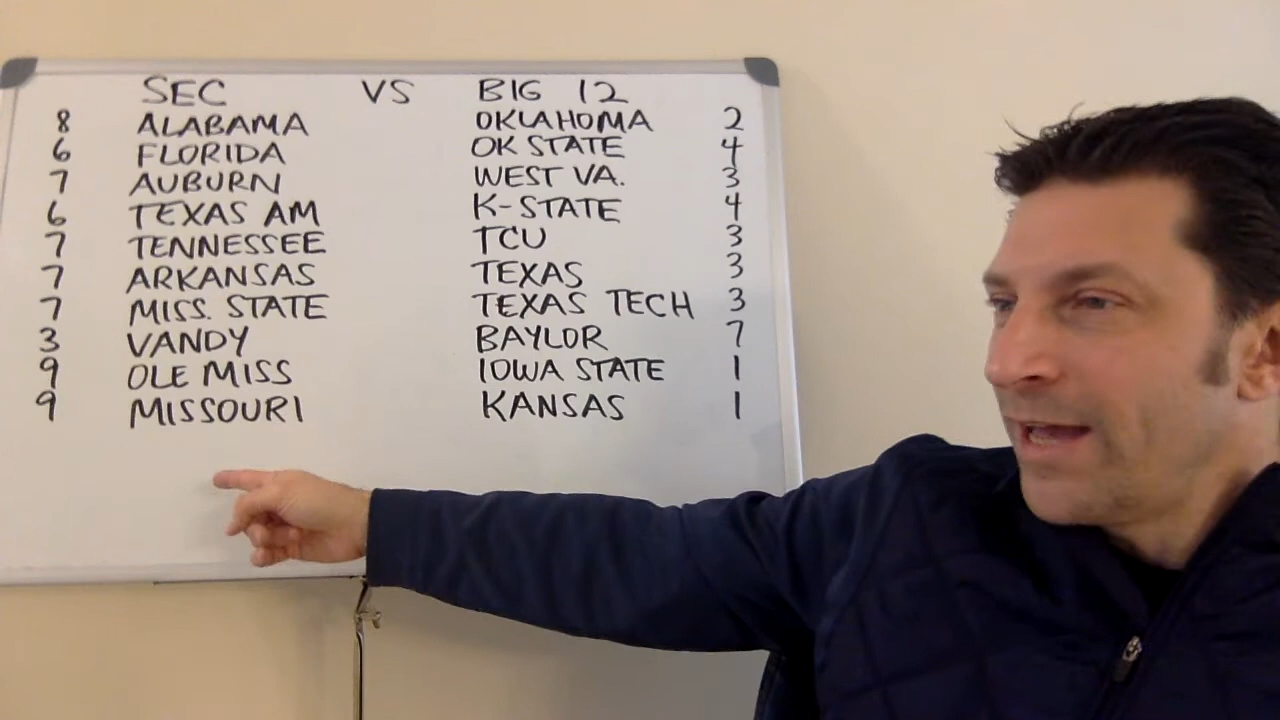 SEC VS BIG 12
8 ALABAMA OKLAHOMA 2
6 FLORIDA OK STATE 4
7 AUBURN WEST VA. 3
6 TEXAS AM K-STATE 4
7 TENNESSEE TCU 3
7 ARKANSAS TEXAS 3
7 MISS. STATE TEXAS TECH 3
3 VANDY BAYLOR 7
9 OLE MISS IOWA STATE 1
9 MISSOURI KANSAS 1